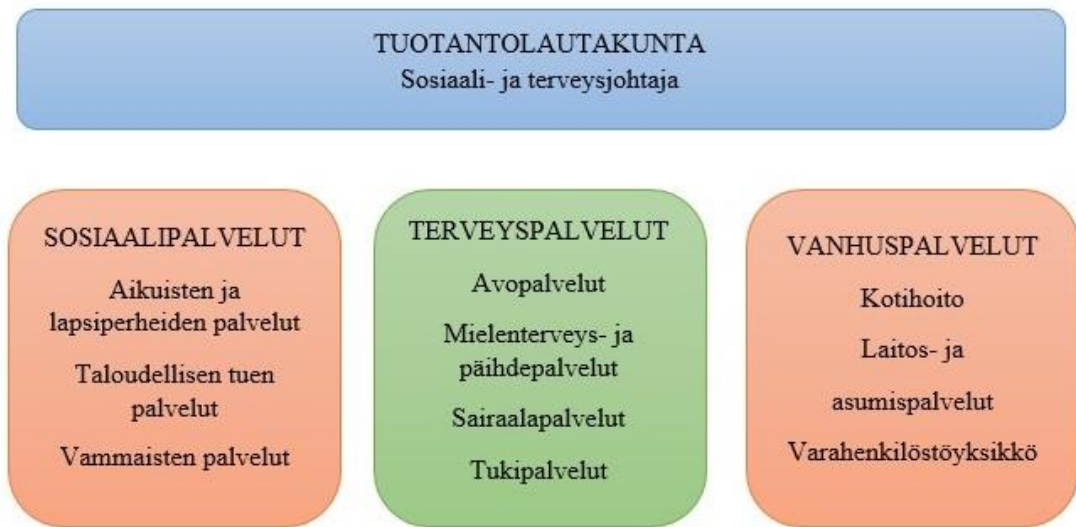 TUOTANTOLAUTAKUNTA
Sosiaali- ja terveysjohtaja
SOSIAALIPALVELUT
Aikuisten ja
lapsiperheiden palvelut
Taloudellisen tuen
palvelut
Vammaisten palvelut
TERVEYSPALVELUT
Avopalvelut
Mielenterveys- ja
päihdepalvelut
Sairaalapalvelut
Tukipalvelut
VANHUSPALVELUT
Kotihoito
Laitos- ja
asumispalvelut
Varahenkilöstöyksikkö